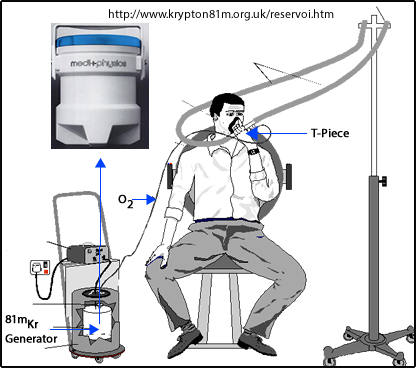 http://www.krypton81m.org.uk/reservoi.htm
medi+physics
T-Piece
O2
81mKr
Generator